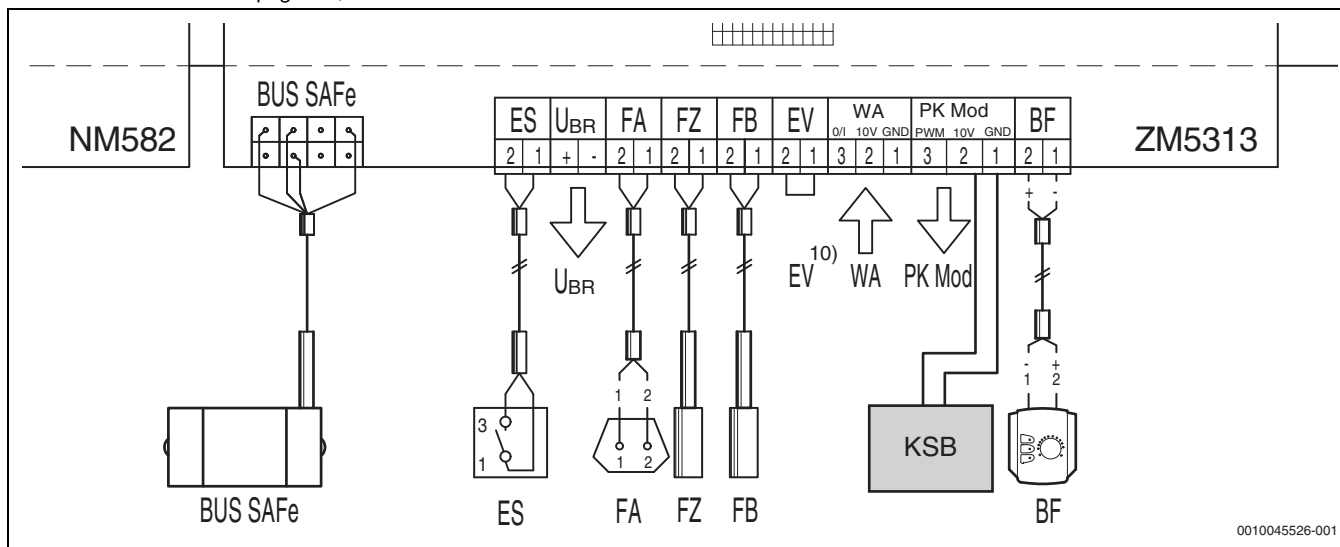 BUS SAFe
NM582
ES UBR FA FZ FB EV WA PK Mod BF
0/I 10V GND PWM 10V GND
2 1 + - 2 1 2 1 2 1 2 1 3 2 1 3 2 1 2 1
ZM5313
+ -
UBR
EV 10) WA PK Mod
- +
1 2
1 2
3
1
1 2
KSB
BUS SAFe
ES FA FZ FB BF
0010045526-001